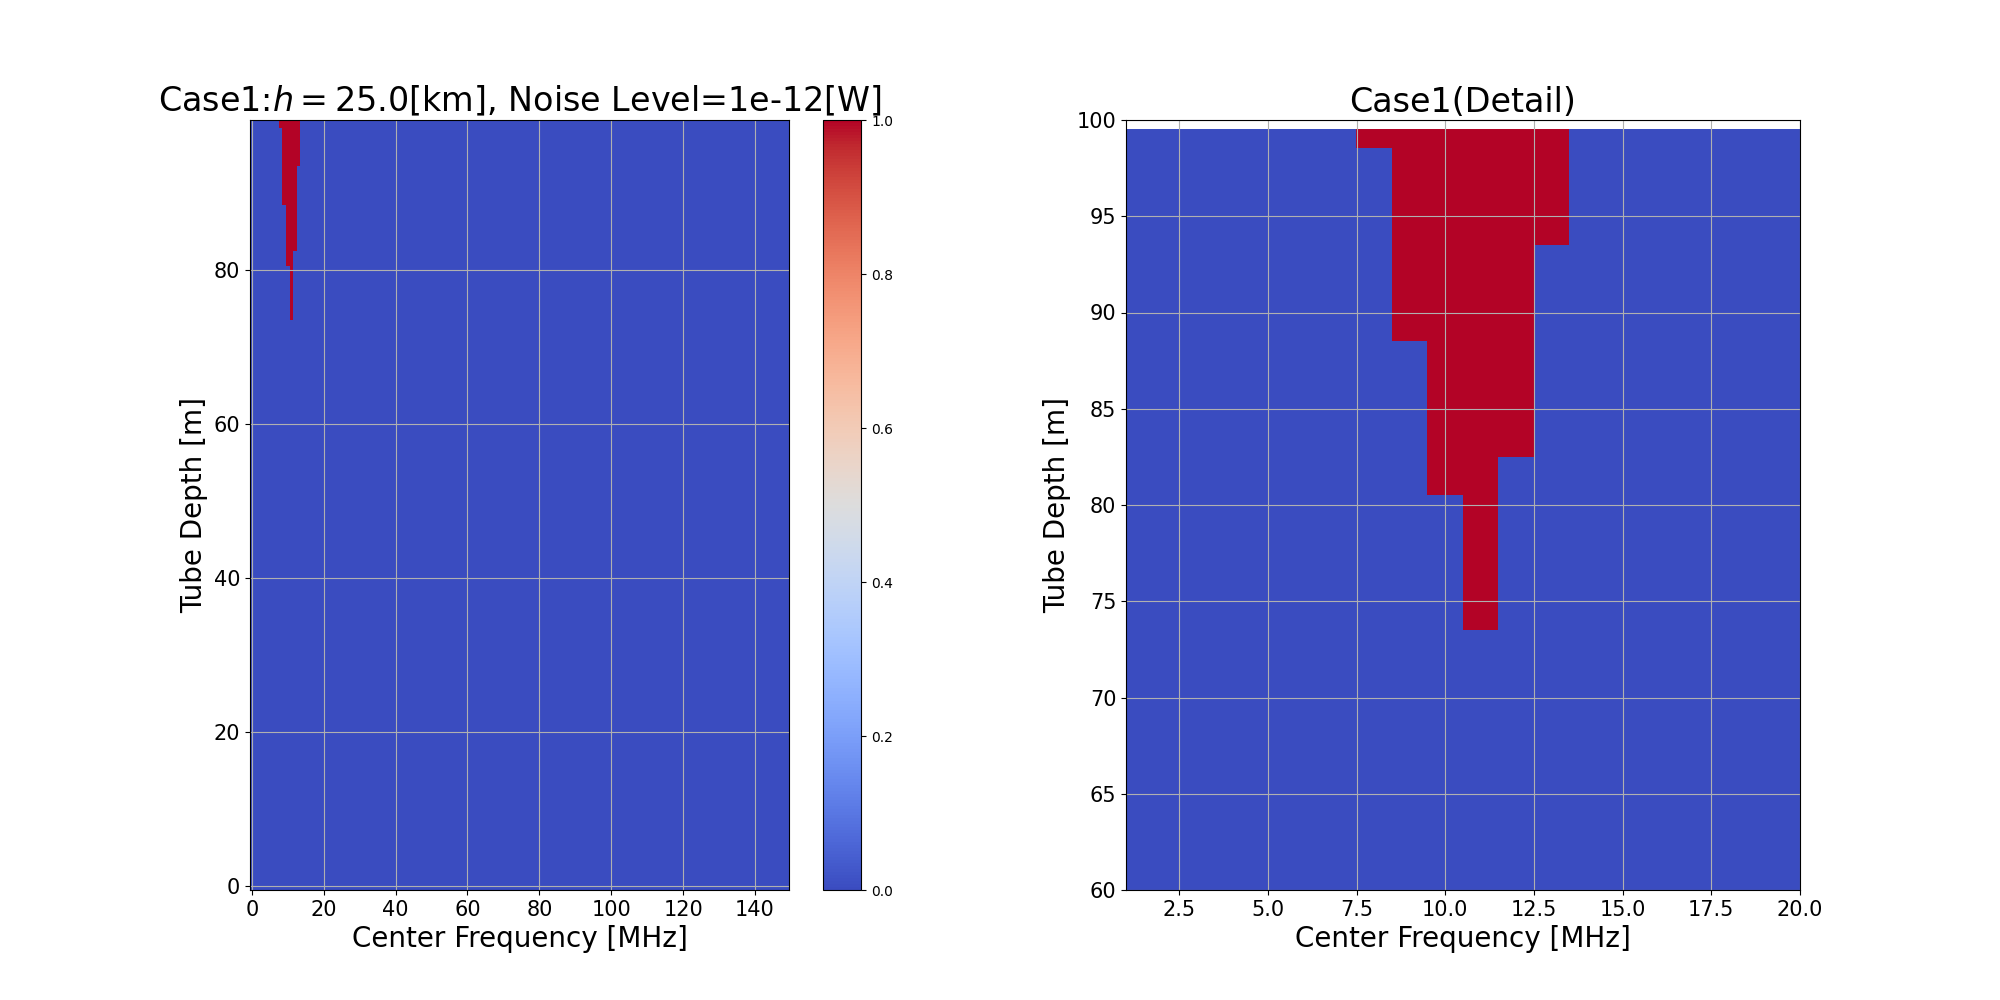 Case1:h = 25.0[km], Noise Level=1e-12[W]
Tube Depth [m]
80
60
40
20
0
0 20 40 60 80 100 120 140
Center Frequency [MHz]
1.0
0.8
0.6
0.4
0.2
0.0
Case1(Detail)
Tube Depth [m]
100
95
90
85
80
75
70
65
60
2.5 5.0 7.5 10.0 12.5 15.0 17.5 20.0
Center Frequency [MHz]